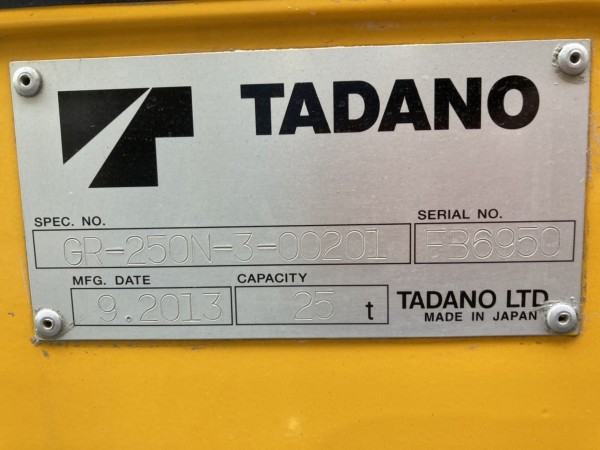 TADANO
SPEC. NO. SERIAL NO.
GR-250N-3-00201 FB6950
MFG. DATE CAPACITY
9.2013 25 t TADANO LTD.
MADE IN JAPAN